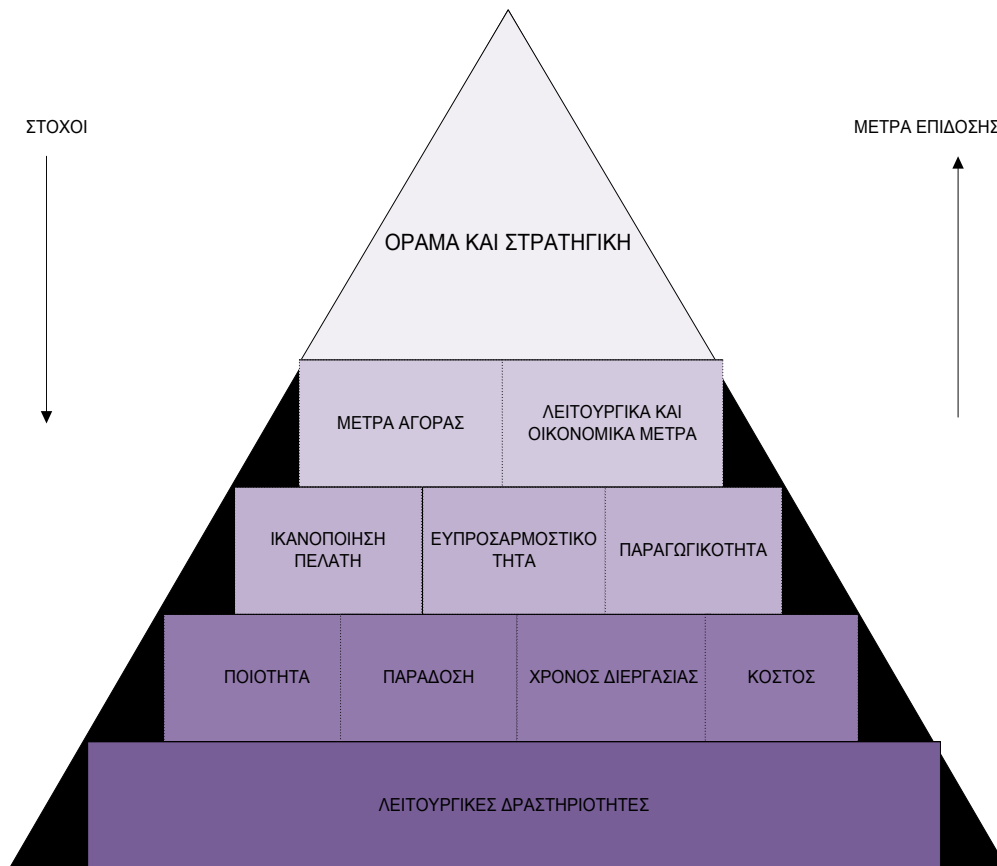 ΣΤΟΧΟΙ
ΜΕΤΡΑ ΕΠΙΔΟΣΗΣ
ΟΡΑΜΑ ΚΑΙ ΣΤΡΑΤΗΓΙΚΗ
ΜΕΤΡΑ ΑΓΟΡΑΣ
ΛΕΙΤΟΥΡΓΙΚΑ ΚΑΙ
ΟΙΚΟΝΟΜΙΚΑ ΜΕΤΡΑ
ΙΚΑΝΟΠΟΙΗΣΗ
ΠΕΛΑΤΗ
ΕΥΠΡΟΣΑΡΜΟΣΤΙΚΟ
ΤΗΤΑ
ΠΑΡΑΓΩΓΙΚΟΤΗΤΑ
ΠΟΙΟΤΗΤΑ
ΠΑΡΑΔΟΣΗ
ΧΡΟΝΟΣ ΔΙΕΡΓΑΣΙΑΣ
ΚΟΣΤΟΣ
ΛΕΙΤΟΥΡΓΙΚΕΣ ΔΡΑΣΤΗΡΙΟΤΗΤΕΣ